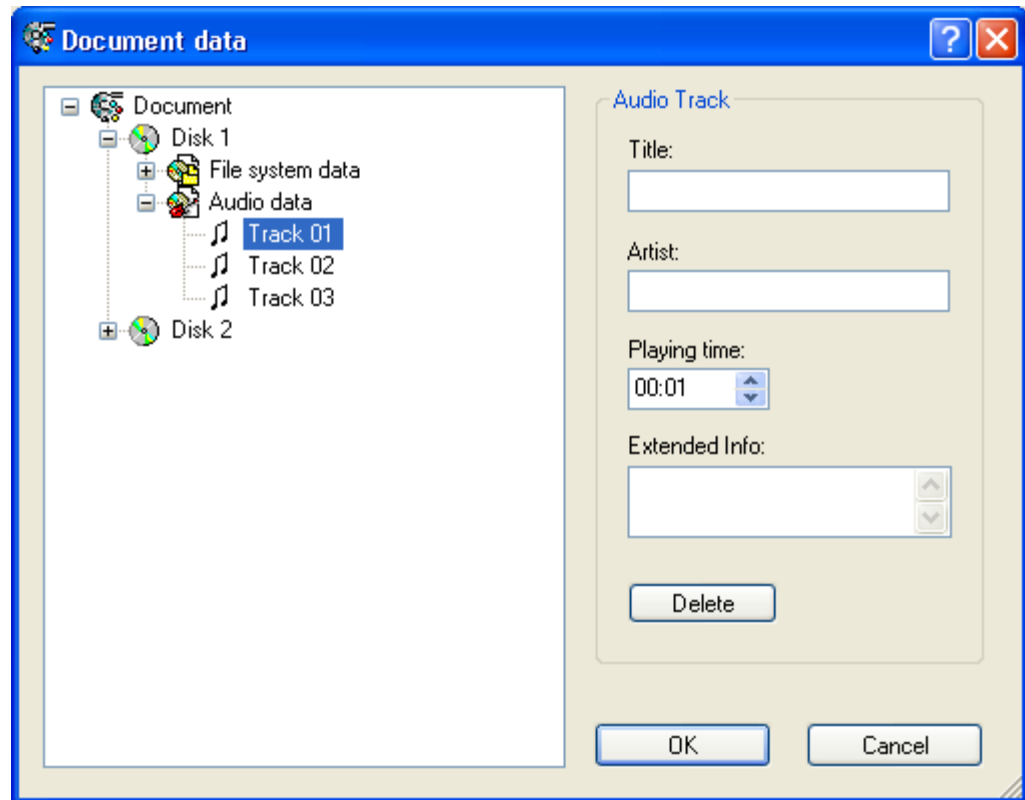 Document data
Document
Disk 1
File system data
Audio data
Track 01
Track 02
Track 03
Disk 2
Audio Track
Title:
Artist:
Playing time:
00:01
Extended Info:
Delete
OK
Cancel